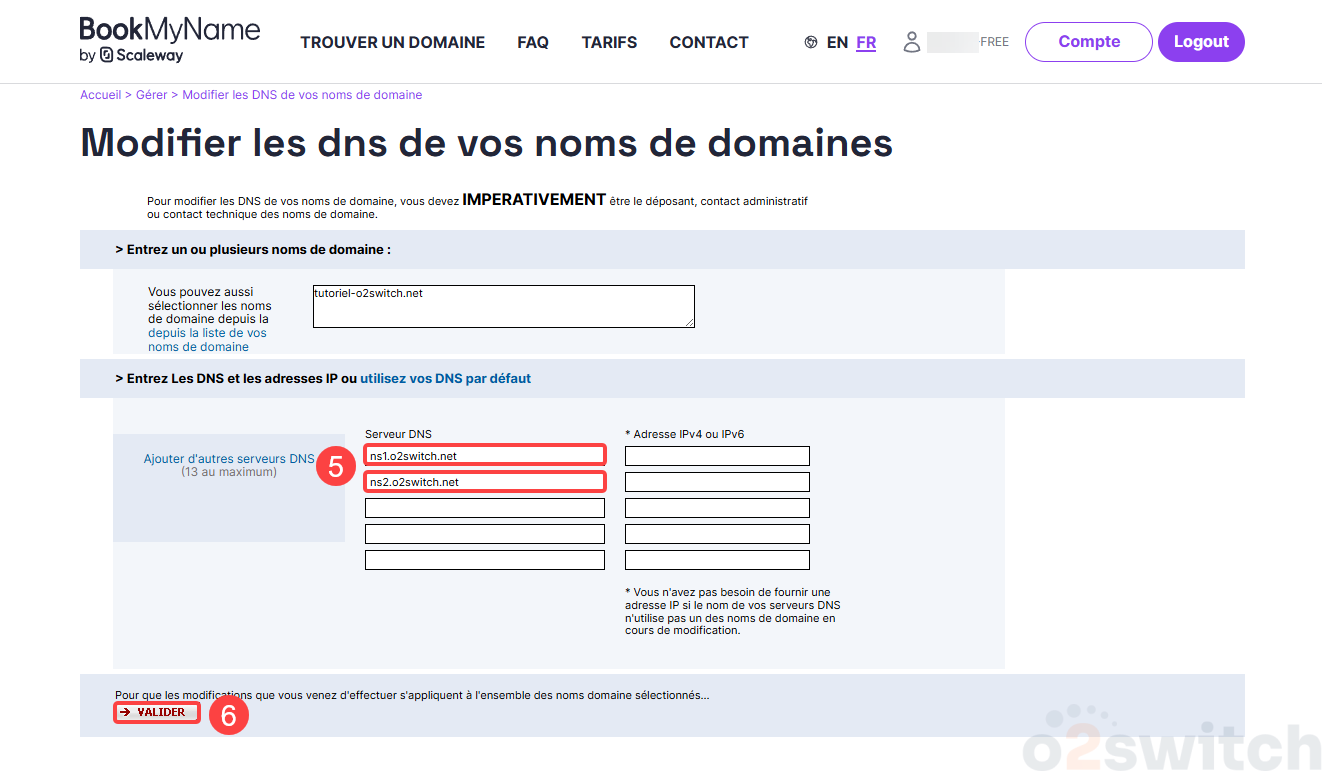 BookMyName
by Scaleway
TROUVER UN DOMAINE FAQ TARIFS CONTACT EN FR -FREE Compte Logout
Accueil > Gérer > Modifier les DNS de vos noms de domaine
Modifier les dns de vos noms de domaines
Pour modifier les DNS de vos noms de domaine, vous devez IMPERATIVEMENT être le déposant, contact administratif
ou contact technique des noms de domaine.
> Entrez un ou plusieurs noms de domaine :
Vous pouvez aussi
sélectionner les noms
de domaine depuis la
depuis la liste de vos
noms de domaine
tutoriel-o2switch.net
> Entrez Les DNS et les adresses IP ou utilisez vos DNS par défaut
Ajouter d'autres serveurs DNS
(13 au maximum)
5
Serveur DNS
ns1.o2switch.net
ns2.o2switch.net
* Adresse IPv4 ou IPv6
* Vous n'avez pas besoin de fournir une
adresse IP si le nom de vos serveurs DNS
n'utilise pas un des noms de domaine en
cours de modification.
Pour que les modifications que vous venez d'effectuer s'appliquent à l'ensemble des noms domaine sélectionnés...
VALIDER
6
o2switch